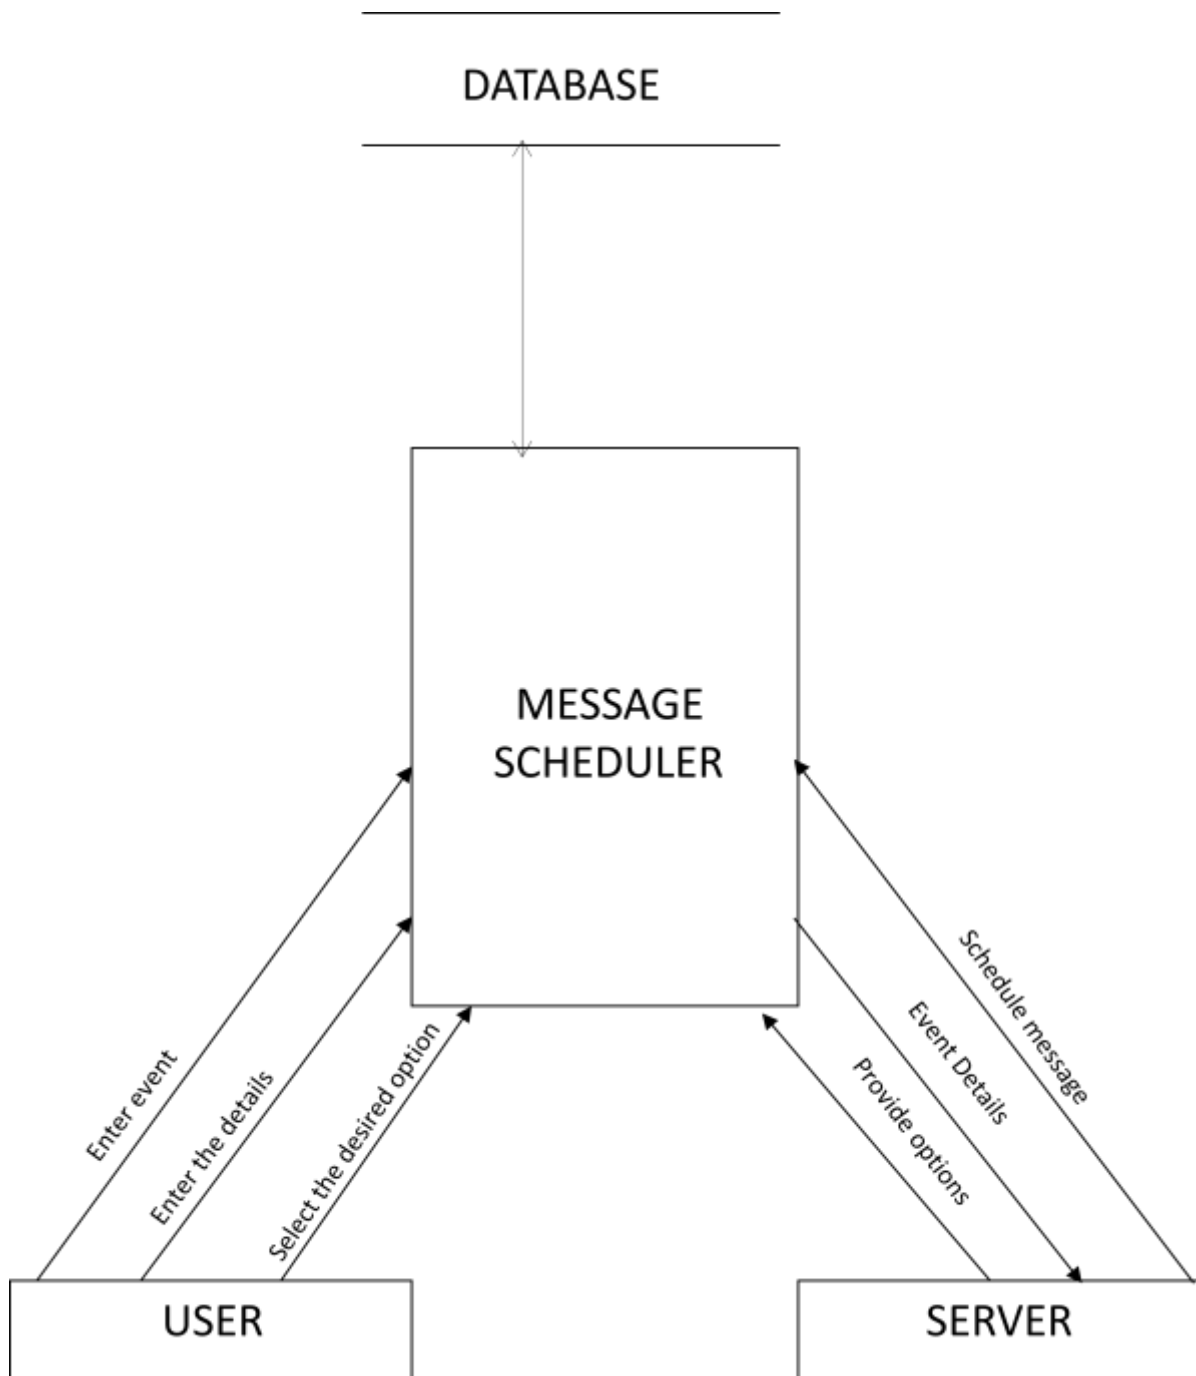 DATABASE
MESSAGE
SCHEDULER
Enter event
Enter the details
Select the desired option
Provide options
Event Details
Schedule message
USER
SERVER